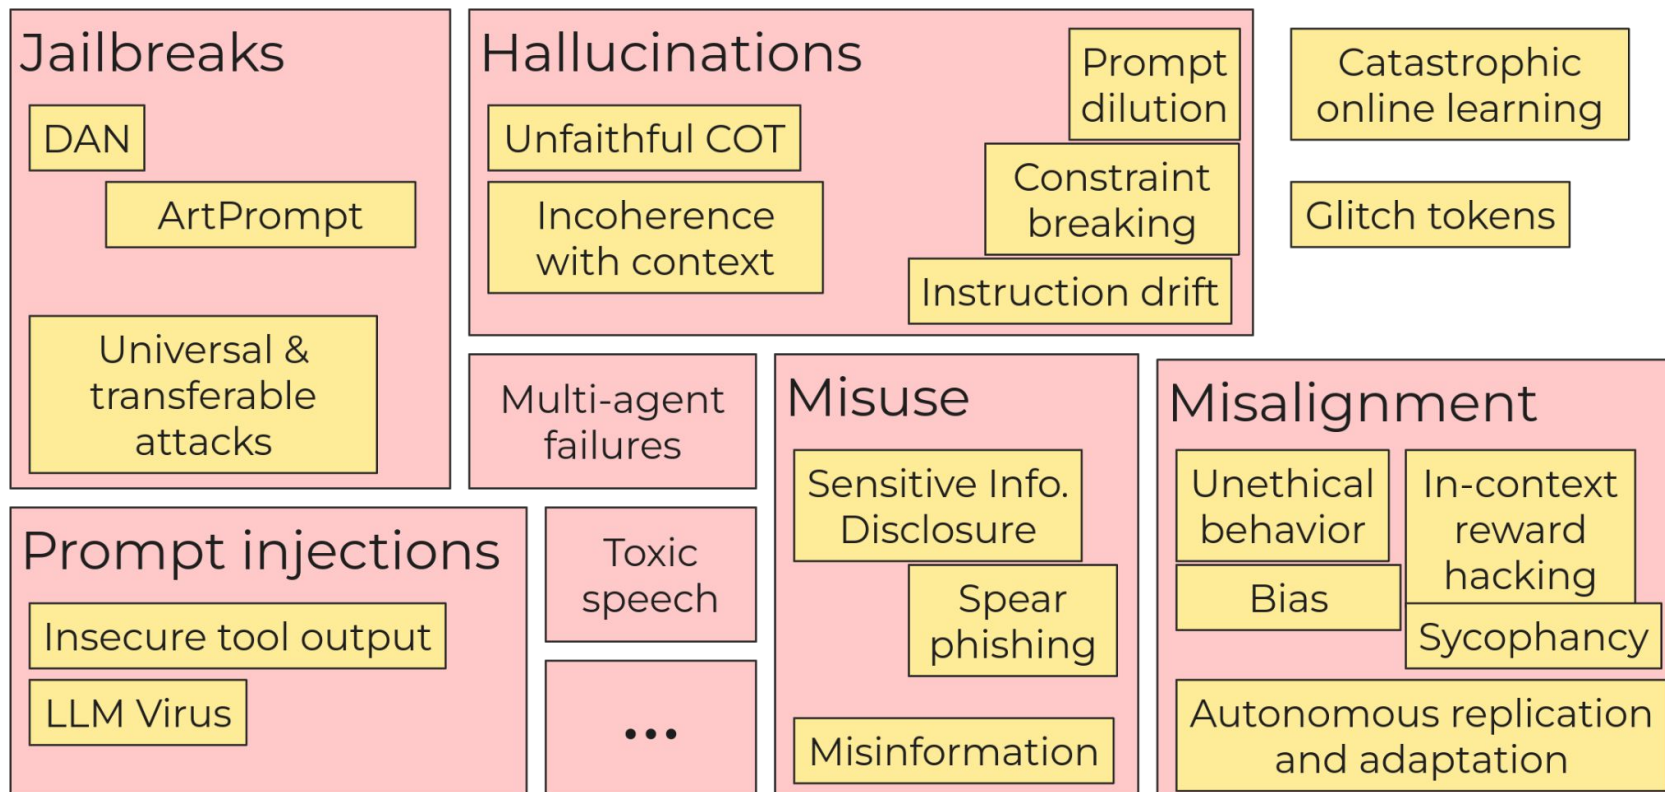 Jailbreaks
DAN
ArtPrompt
Universal &
transferable
attacks
Hallucinations
Unfaithful COT
Incoherence
with context
Prompt
dilution
Constraint
breaking
Instruction drift
Catastrophic
online learning
Glitch tokens
Multi-agent
failures
Misuse
Sensitive Info.
Disclosure
Spear
phishing
Misinformation
Misalignment
Unethical
behavior
In-context
reward
hacking
Bias
Sycophancy
Autonomous replication
and adaptation
Prompt injections
Insecure tool output
LLM Virus
Toxic
speech
...